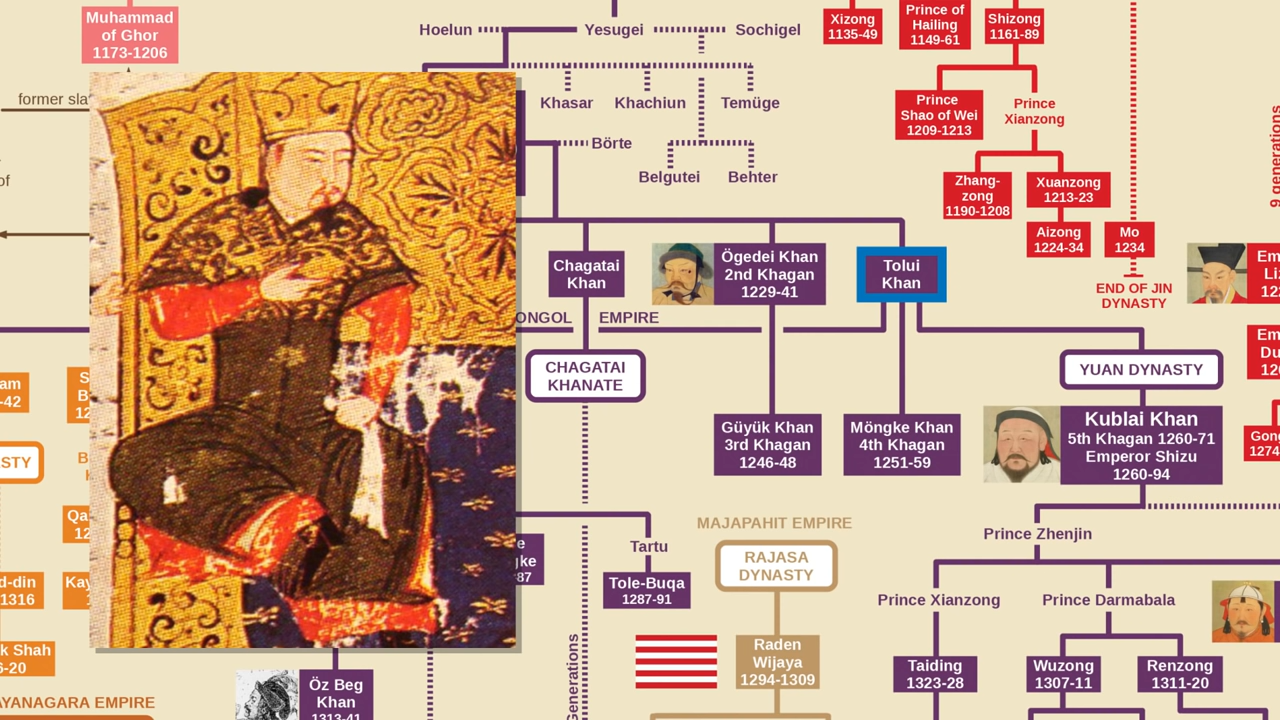 Muhammad
of Ghor
1173-1206
Hoelun
Yesugei
Sochigel
Xizong
1135-49
Prince of
Hailing
1149-61
Shizong
1161-89
former
Khasar
Khachiun
Temüge
Prince
Shao of Wei
1209-1213
Prince
Xianzong
9 generations
Börte
of
Belgutei
Behter
Zhang-
zong
1190-1208
Xuanzong
1213-23
Aizong
1224-34
Mo
1234
Chagatai
Khan
Ögedei Khan
2nd Khagan
1229-41
Tolui
Khan
END OF JIN
DYNASTY
EMPIRE
CHAGATAI
KHANATE
YUAN DYNASTY
Güyük Khan
3rd Khagan
1246-48
Möngke Khan
4th Khagan
1251-59
Kublai Khan
5th Khagan 1260-71
Emperor Shizu
1260-94
MAJAPAHIT EMPIRE
Prince Zhenjin
Tartu
RAJASA
DYNASTY
Tole-Buqa
1287-91
Prince Xianzong
Prince Darmabala
Generations
Raden
Wijaya
1294-1309
Shah
Taiding
1323-28
Wuzong
1307-11
Renzong
1311-20
Öz Beg
Khan
1313-41
EMPIRE